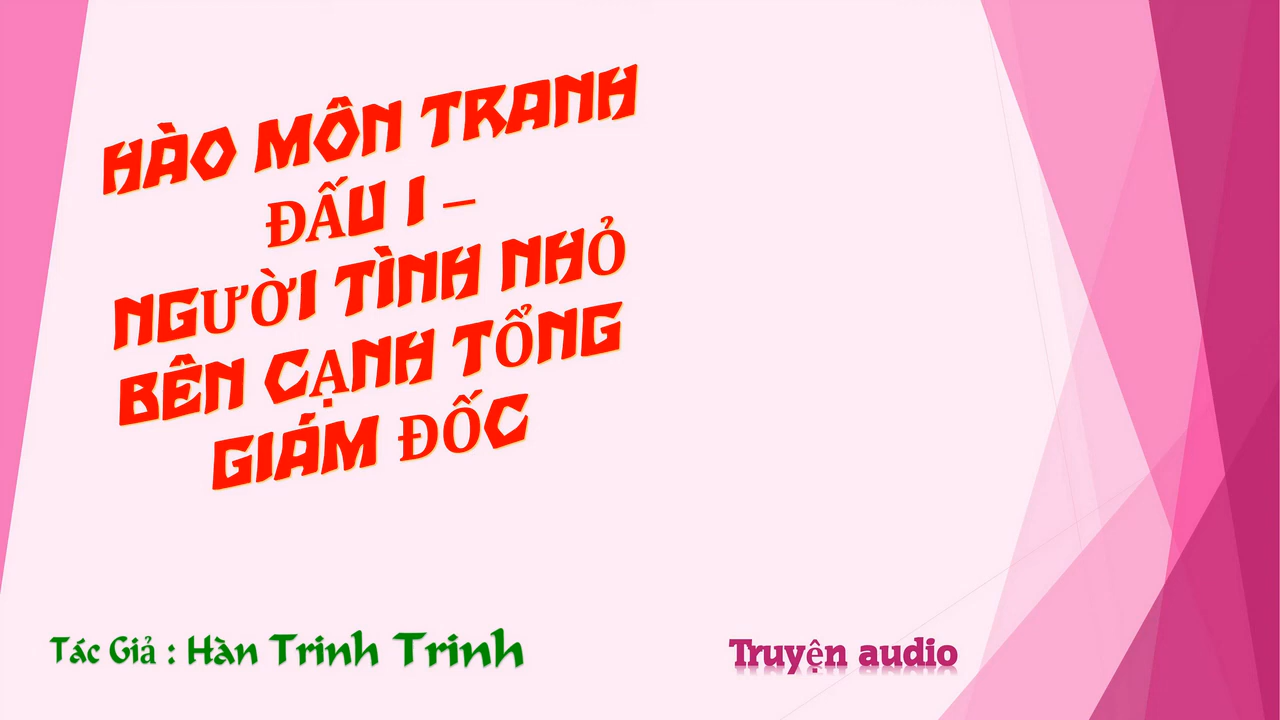 HÀO MÔN TRANH
ĐẤU I –
NGƯỜI TÌNH NHỎ
BÊN CẠNH TỔNG
GIÁM ĐỐC
Tác Giả : Hàn Trinh Trinh
Truyện audio